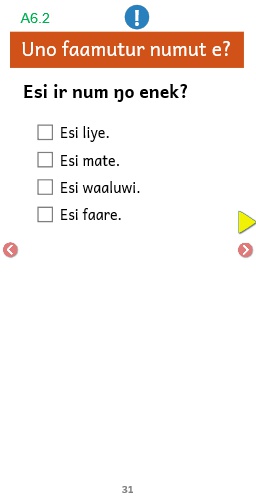 A6.2
!
Uno faamutur numut e?
Esi ir num ŋo enek?
Esi liye.
Esi mate.
Esi waaluwi.
Esi faare.
31